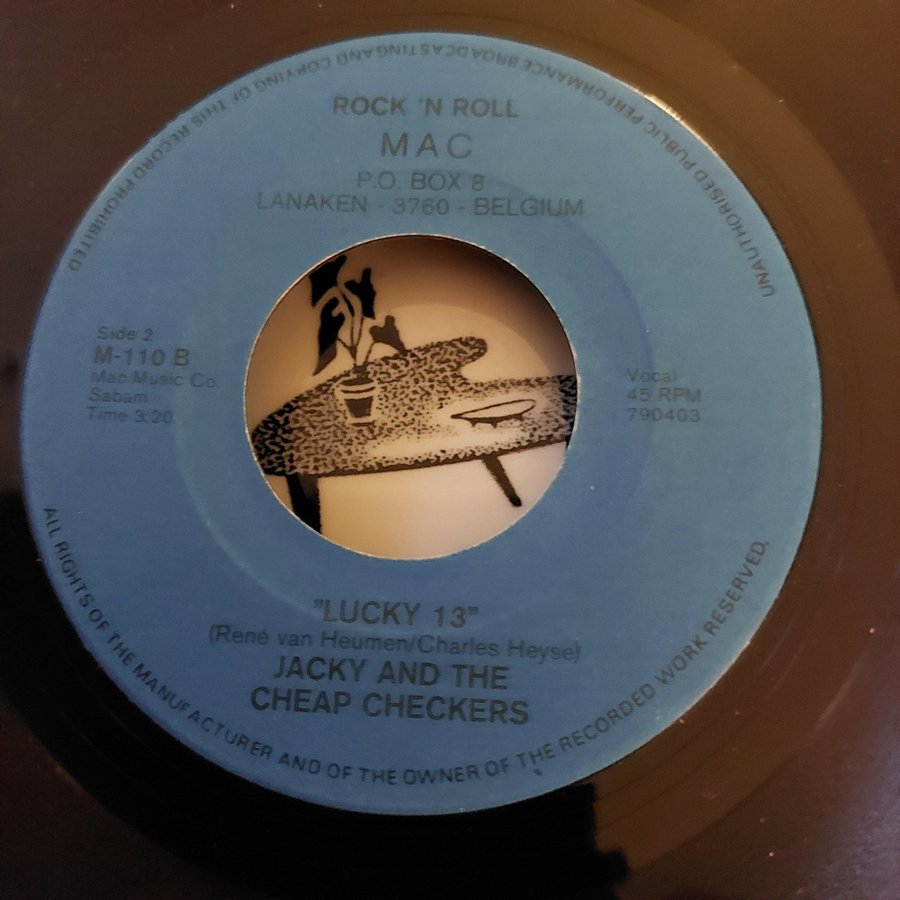 UNAUTHORISED PUBLIC PERFORMANCE BROADCASTING AND COPYING OF THIS RECORD PROHIBITED
ROCK 'N ROLL
MAC
P.O. BOX 8
LANAKEN - 3760 - BELGIUM
Side 2
M-110 B
Mac Music Co.
Sabam
Time 3:20
Vocal
45 RPM
790403
"LUCKY 13"
(René van Heumen/Charles Heyse)
JACKY AND THE
CHEAP CHECKERS
ALL RIGHTS OF THE MANUFACTURER AND OF THE OWNER OF THE RECORDED WORK RESERVED.